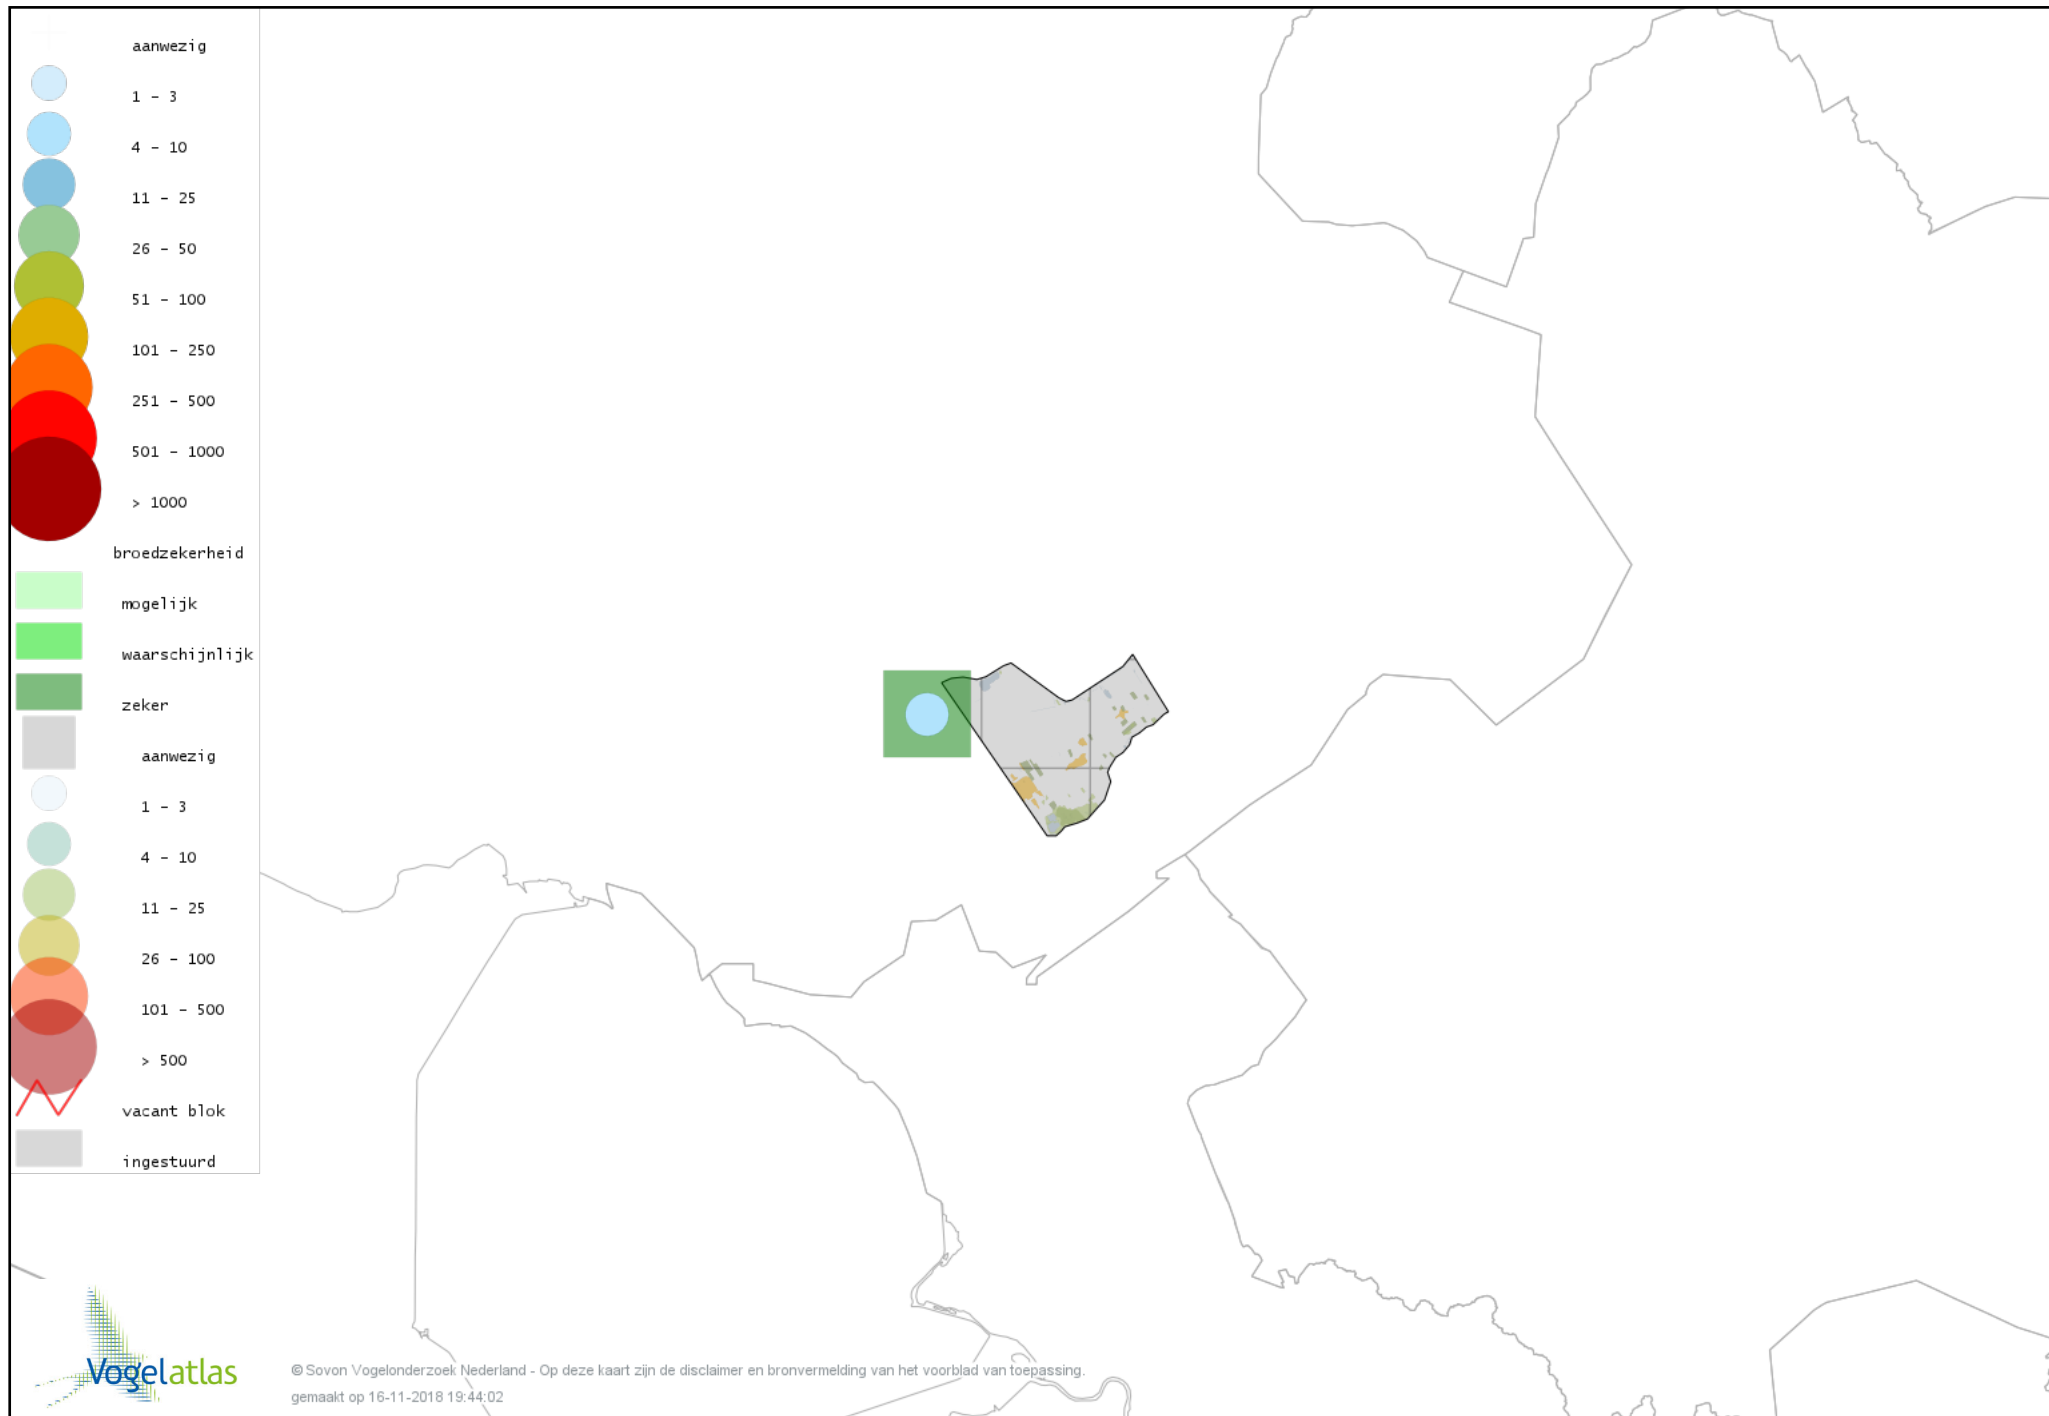 aanwezig
1 - 3
4 - 10
11 - 25
26 - 50
51 - 100
101 - 250
251 - 500
501 - 1000
> 1000
broedzekerheid
mogelijk
waarschijnlijk
zeker
aanwezig
1 - 3
4 - 10
11 - 25
26 - 100
101 - 500
> 500
vacant blok
ingestuurd
Vogelatlas
© Sovon Vogelonderzoek Nederland - Op deze kaart zijn de disclaimer en bronvermelding van het voorblad van toepassing.
gemaakt op 16-11-2018 19:44:02